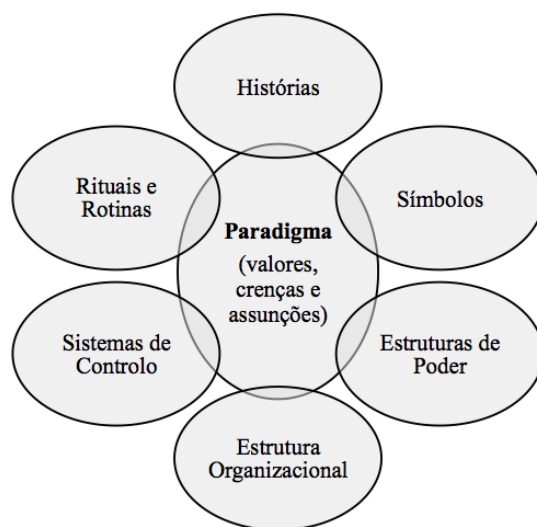 Histórias
Rituais e
Rotinas
Símbolos
Paradigma
(valores,
crenças e
assunções)
Sistemas de
Controlo
Estruturas de
Poder
Estrutura
Organizacional